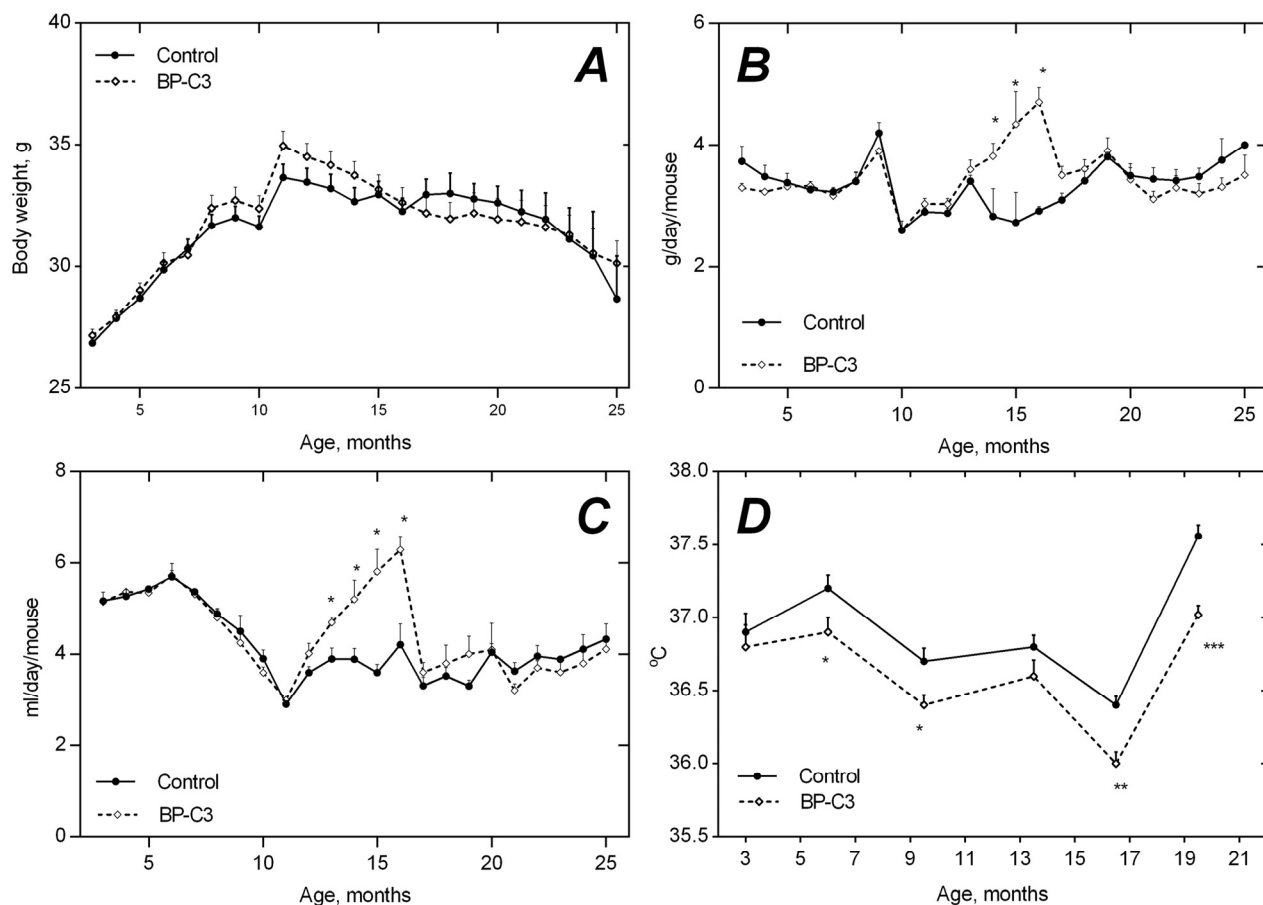 A
Control
BP-C3
Body weight, g
40
35
30
25
5
10
15
20
25
Age, months
B
*
*
*
g/day/mouse
6
4
2
0
Control
BP-C3
5
10
15
20
25
Age, months
C
*
*
*
*
ml/day/mouse
8
6
4
2
0
Control
BP-C3
5
10
15
20
25
Age, months
D
°C
38.0
37.5
37.0
36.5
36.0
35.5
*
*
**
***
Control
BP-C3
3
5
7
9
11
13
15
17
19
21
Age, months